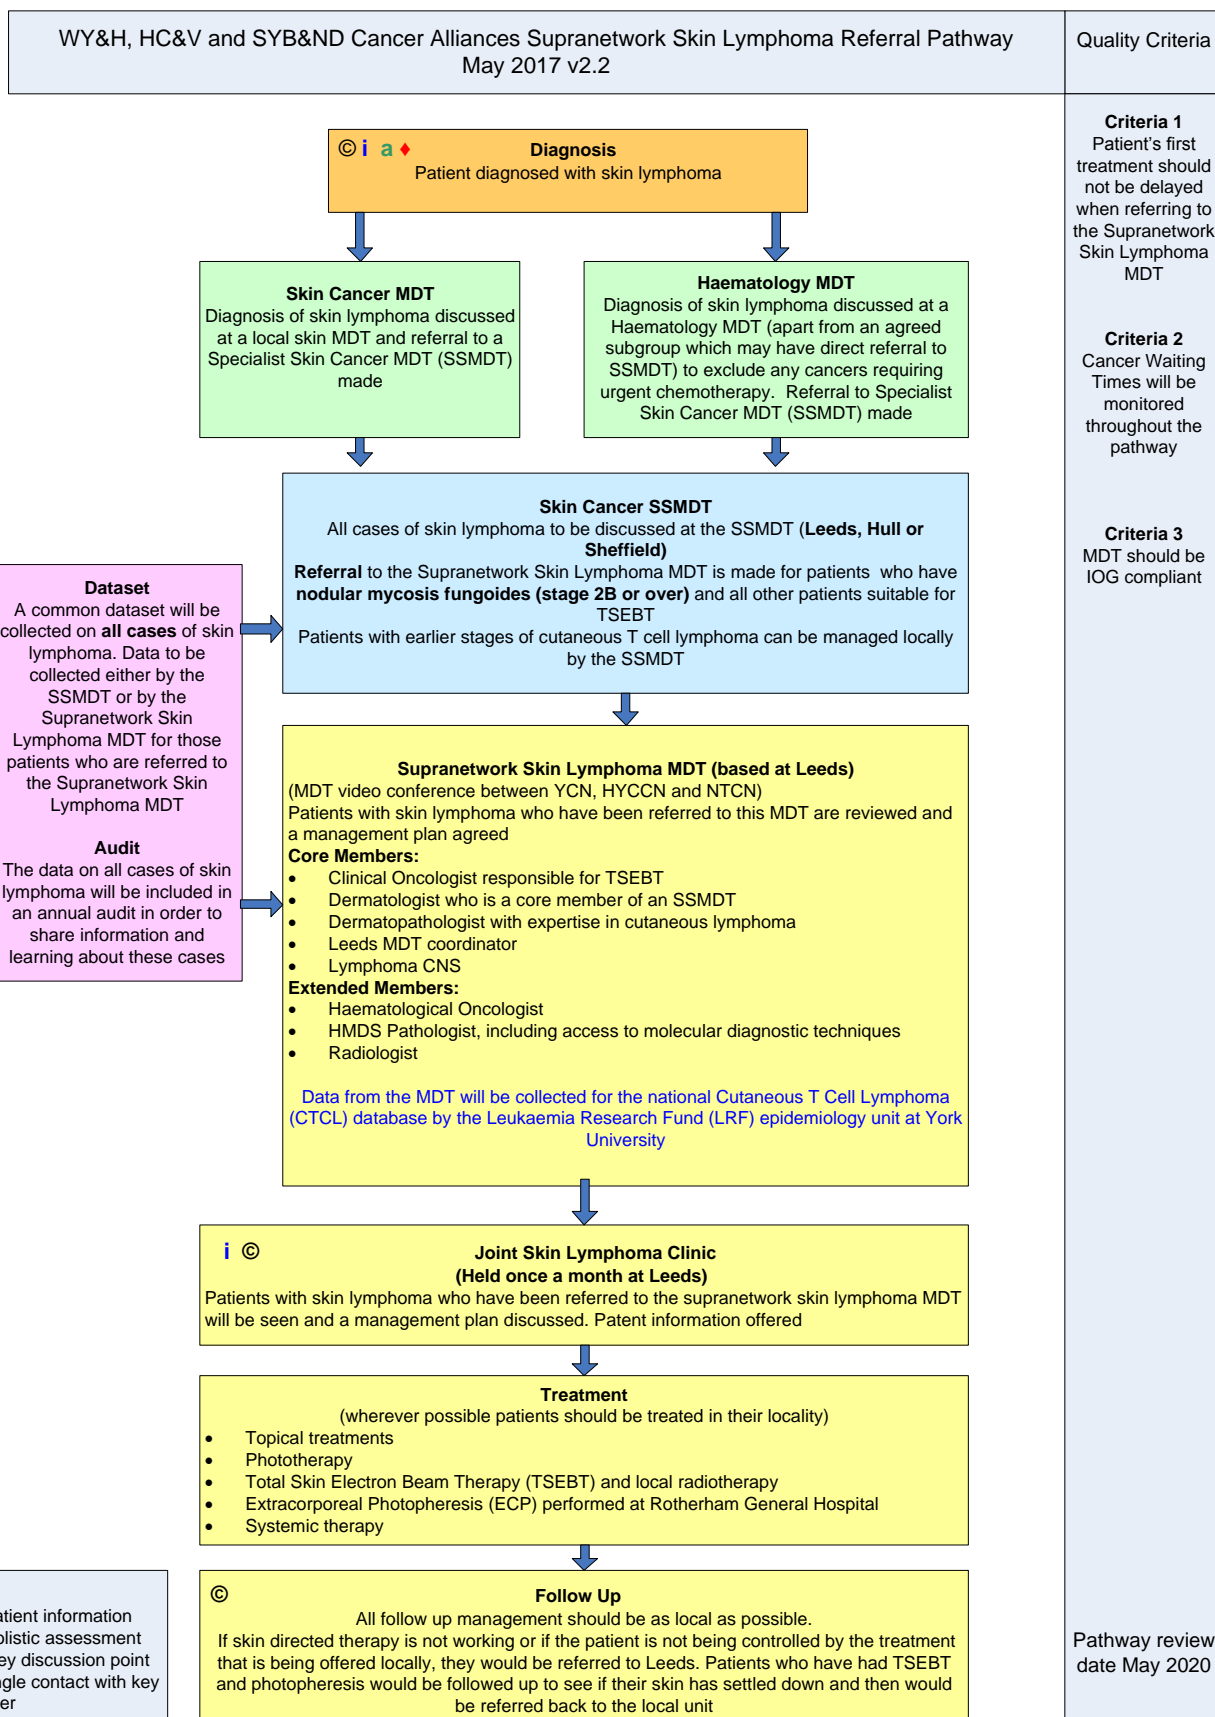 WY&H, HC&V and SYB&ND Cancer Alliances Supranetwork Skin Lymphoma Referral Pathway
May 2017 v2.2
Quality Criteria
© i a ♦ Diagnosis
Patient diagnosed with skin lymphoma
Skin Cancer MDT
Diagnosis of skin lymphoma discussed
at a local skin MDT and referral to a
Specialist Skin Cancer MDT (SSMDT)
made
Haematology MDT
Diagnosis of skin lymphoma discussed at a
Haematology MDT (apart from an agreed
subgroup which may have direct referral to
SSMDT) to exclude any cancers requiring
urgent chemotherapy. Referral to Specialist
Skin Cancer MDT (SSMDT) made
Skin Cancer SSMDT
All cases of skin lymphoma to be discussed at the SSMDT (Leeds, Hull or
Sheffield)
Referral to the Supranetwork Skin Lymphoma MDT is made for patients who have
nodular mycosis fungoides (stage 2B or over) and all other patients suitable for
TSEBT
Patients with earlier stages of cutaneous T cell lymphoma can be managed locally
by the SSMDT
Dataset
A common dataset will be
collected on all cases of skin
lymphoma. Data to be
collected either by the
SSMDT or by the
Supranetwork Skin
Lymphoma MDT for those
patients who are referred to
the Supranetwork Skin
Lymphoma MDT
Audit
The data on all cases of skin
lymphoma will be included in
an annual audit in order to
share information and
learning about these cases
Supranetwork Skin Lymphoma MDT (based at Leeds)
(MDT video conference between YCN, HYCCN and NTCN)
Patients with skin lymphoma who have been referred to this MDT are reviewed and
a management plan agreed
Core Members:
• Clinical Oncologist responsible for TSEBT
• Dermatologist who is a core member of an SSMDT
• Dermatopathologist with expertise in cutaneous lymphoma
• Leeds MDT coordinator
• Lymphoma CNS
Extended Members:
• Haematological Oncologist
• HMDS Pathologist, including access to molecular diagnostic techniques
• Radiologist
Data from the MDT will be collected for the national Cutaneous T Cell Lymphoma
(CTCL) database by the Leukaemia Research Fund (LRF) epidemiology unit at York
University
i © Joint Skin Lymphoma Clinic
(Held once a month at Leeds)
Patients with skin lymphoma who have been referred to the supranetwork skin lymphoma MDT
will be seen and a management plan discussed. Patent information offered
Treatment
(wherever possible patients should be treated in their locality)
• Topical treatments
• Phototherapy
• Total Skin Electron Beam Therapy (TSEBT) and local radiotherapy
• Extracorporeal Photopheresis (ECP) performed at Rotherham General Hospital
• Systemic therapy
© Follow Up
All follow up management should be as local as possible.
If skin directed therapy is not working or if the patient is not being controlled by the treatment
that is being offered locally, they would be referred to Leeds. Patients who have had TSEBT
and photopheresis would be followed up to see if their skin has settled down and then would
be referred back to the local unit
atient information
olistic assessment
ey discussion point
ngle contact with key
er
Criteria 1
Patient's first
treatment should
not be delayed
when referring to
the Supranetwork
Skin Lymphoma
MDT
Criteria 2
Cancer Waiting
Times will be
monitored
throughout the
pathway
Criteria 3
MDT should be
IOG compliant
Pathway review
date May 2020